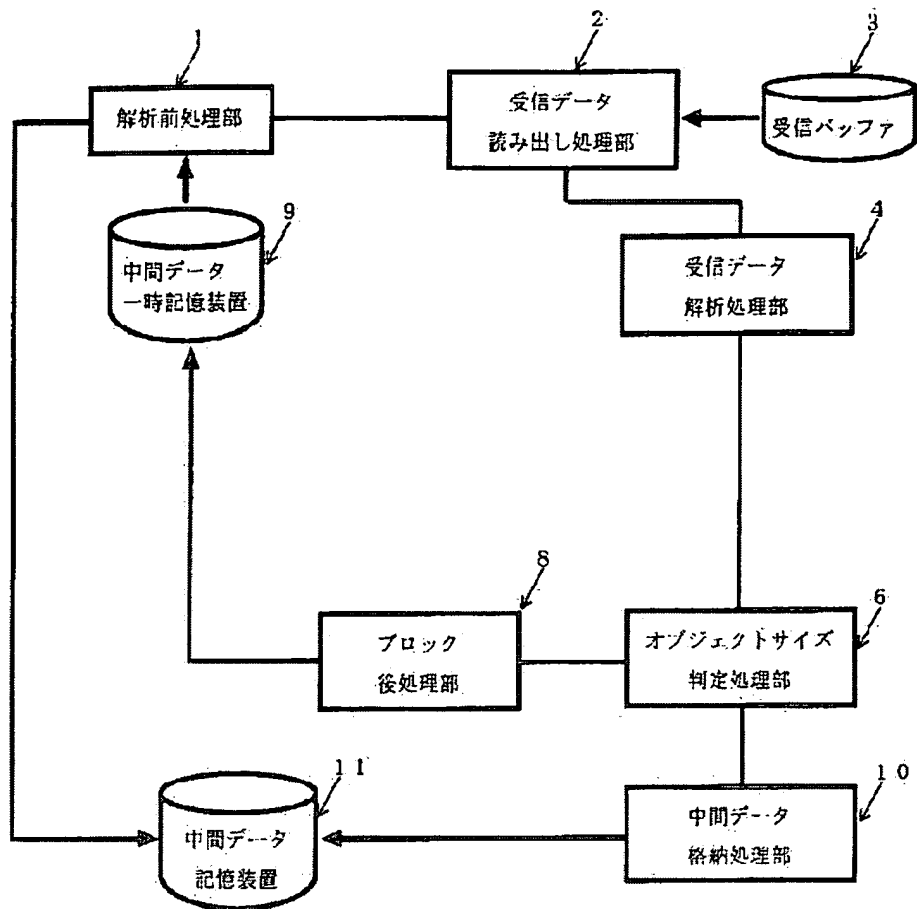 1
2
3
解析前処理部
受信データ
読み出し処理部
受信バッファ
9
4
中間データ
一時記憶装置
受信データ
解析処理部
8
6
ブロック
後処理部
オブジェクトサイズ
判定処理部
11
10
中間データ
記憶装置
中間データ
格納処理部